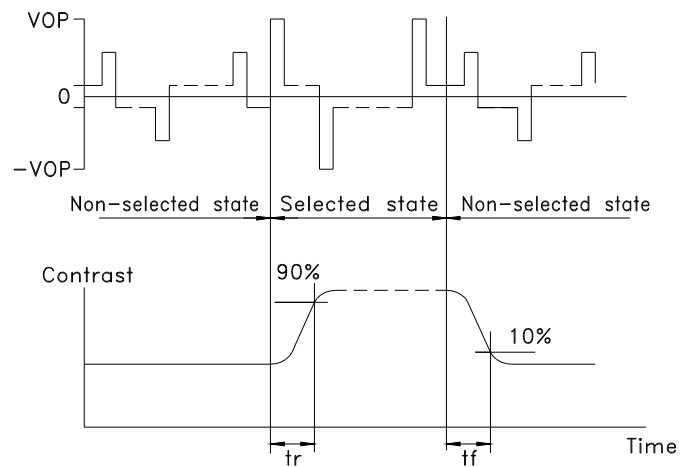 VOP
0
-VOP
Non-selected state Selected state Non-selected state
Contrast
90%
10%
Time
tr tf